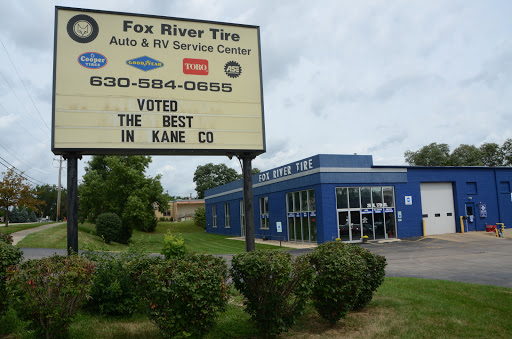 Fox River Tire
Auto & RV Service Center
Cooper
TIRES
GOODYEAR
TORO
ASE
630-584-0655
VOTED
THE BEST
IN KANE CO
FOX RIVER TIRE